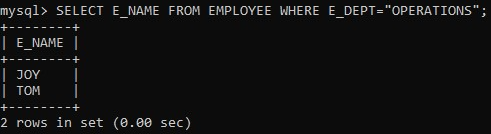 mysql> SELECT E_NAME FROM EMPLOYEE WHERE E_DEPT="OPERATIONS";
+--------+
| E_NAME |
+--------+
| JOY    |
| TOM    |
+--------+
2 rows in set (0.00 sec)